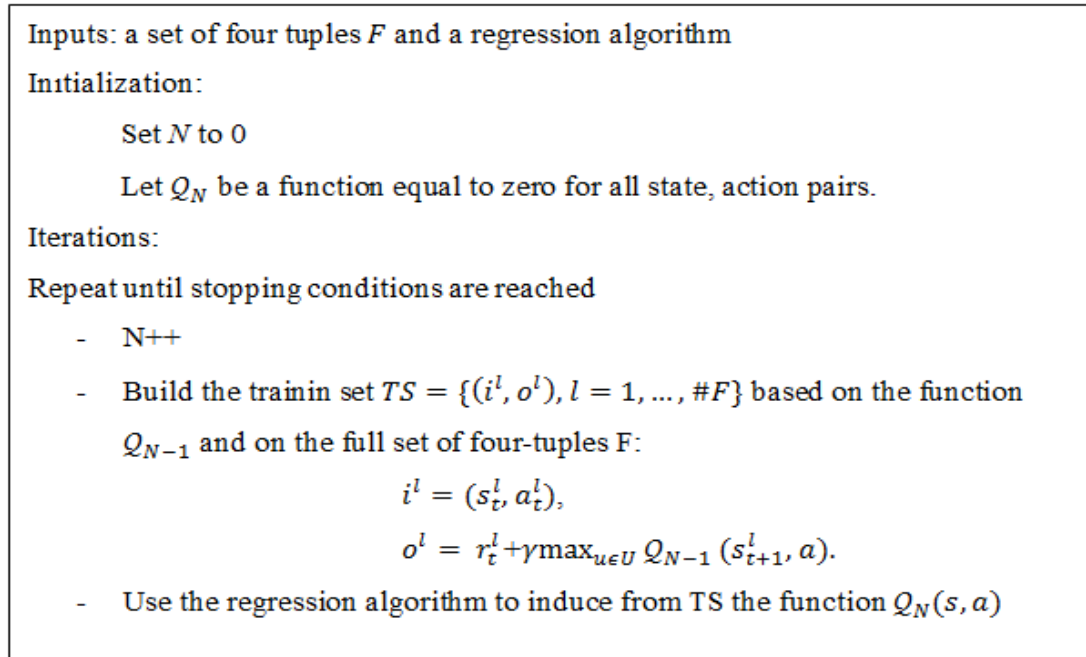 Inputs: a set of four tuples F and a regression algorithm
Initialization:
Set N to 0
Let Q_N be a function equal to zero for all state, action pairs.
Iterations:
Repeat until stopping conditions are reached
- N++
- Build the trainin set TS = {(i^l, o^l), l = 1, …, #F} based on the function
Q_{N−1} and on the full set of four-tuples F:
i^l = (s_t^l, a_t^l),
o^l = r_t^l+γmax_{uϵU} Q_{N−1} (s_{t+1}^l, a).
- Use the regression algorithm to induce from TS the function Q_N(s, a)